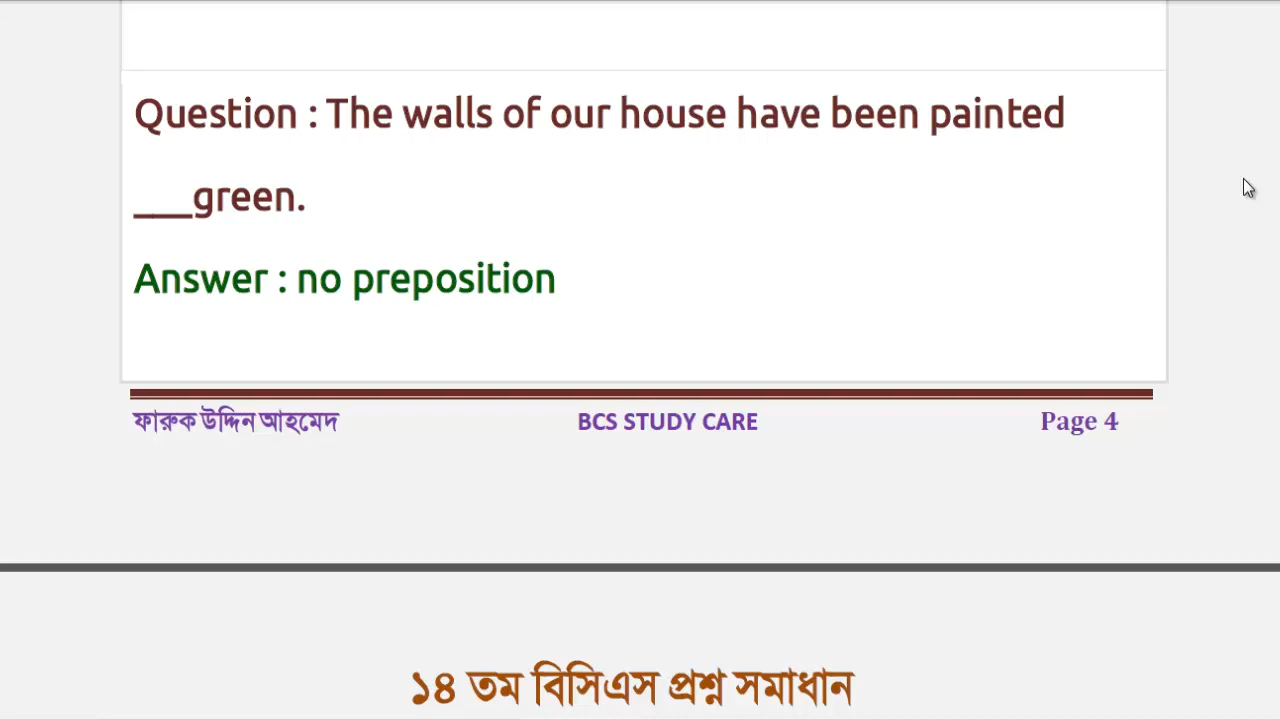 Question : The walls of our house have been painted
___green.
Answer : no preposition
ফারুক উদ্দিন আহমেদ BCS STUDY CARE Page 4
১৪ তম বিসিএস প্রশ্ন সমাধান